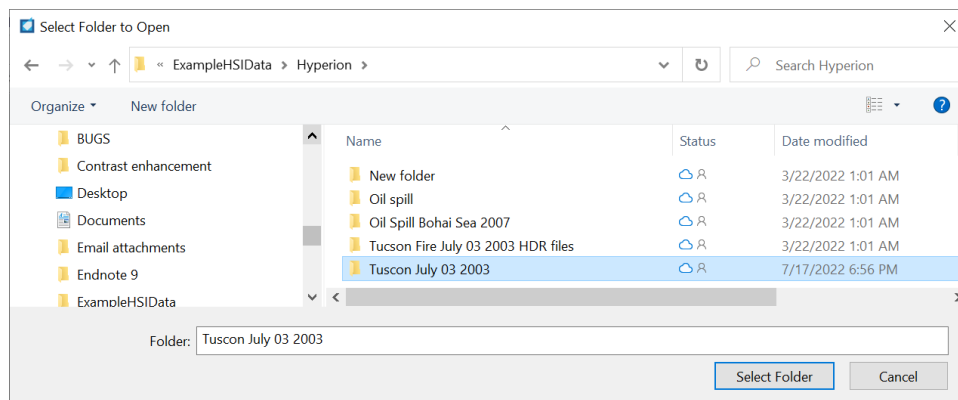 Select Folder to Open
« ExampleHSIData > Hyperion >
Search Hyperion
Organize
New folder
BUGS
Contrast enhancement
Desktop
Documents
Email attachments
Endnote 9
ExampleHSIData
Name Status Date modified
New folder 3/22/2022 1:01 AM
Oil spill 3/22/2022 1:01 AM
Oil Spill Bohai Sea 2007 3/22/2022 1:01 AM
Tucson Fire July 03 2003 HDR files 3/22/2022 1:01 AM
Tuscon July 03 2003 7/17/2022 6:56 PM
Folder: Tuscon July 03 2003
Select Folder Cancel